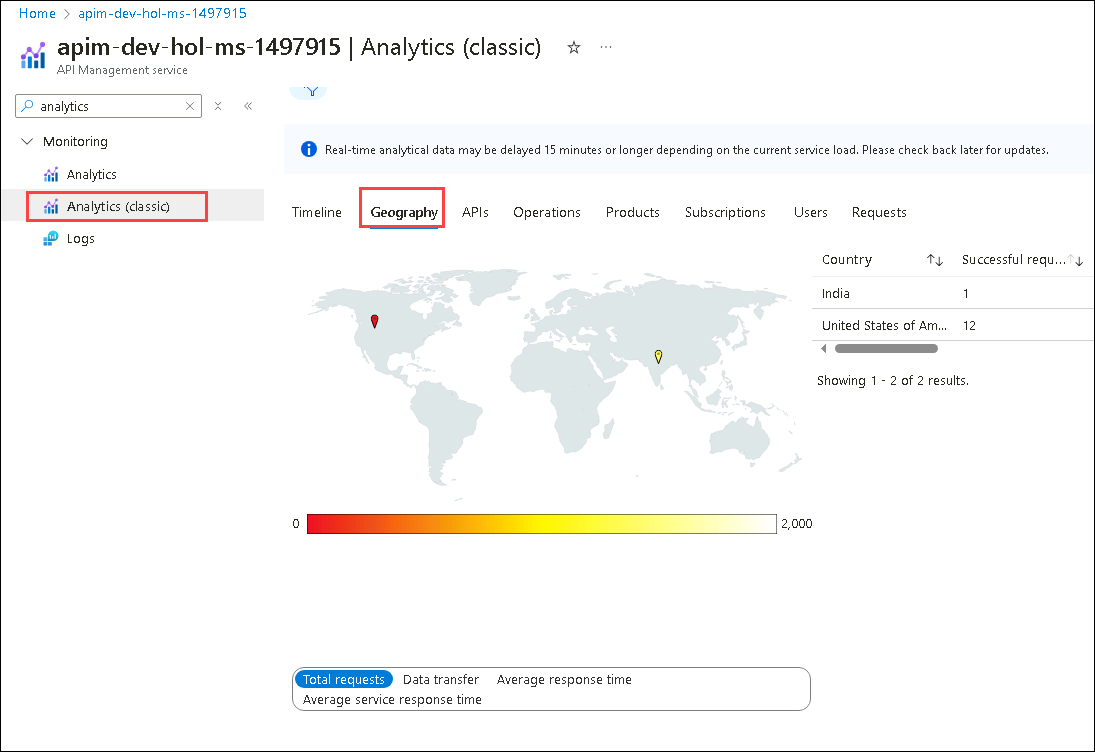 Home > apim-dev-hol-ms-1497915
apim-dev-hol-ms-1497915 | Analytics (classic)
API Management service
analytics
Monitoring
Analytics
Analytics (classic)
Logs
Real-time analytical data may be delayed 15 minutes or longer depending on the current service load. Please check back later for updates.
Timeline Geography APIs Operations Products Subscriptions Users Requests
Country Successful requ...
India 1
United States of Am... 12
Showing 1 - 2 of 2 results.
0 2,000
Total requests Data transfer Average response time
Average service response time